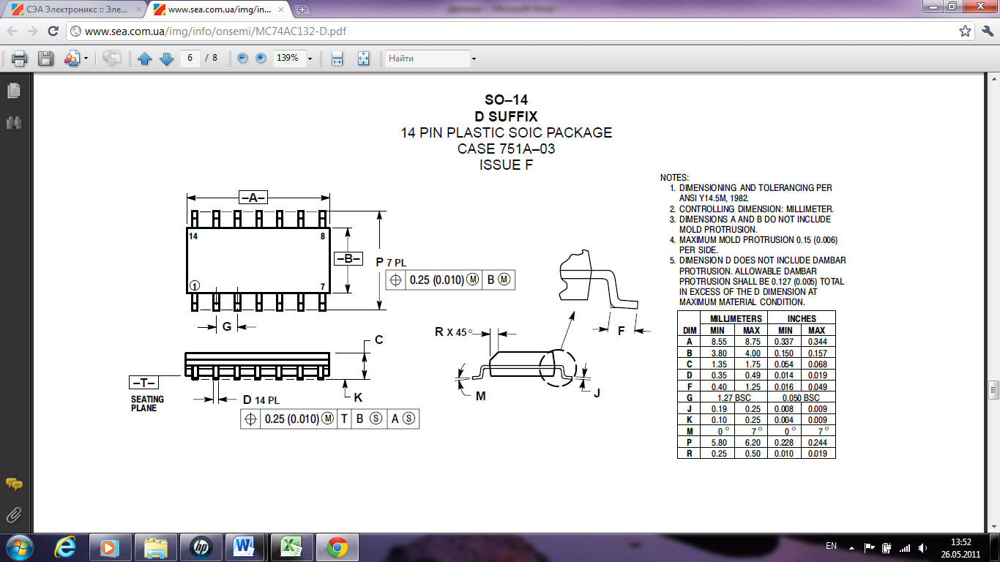 СЭА Электроникс :: Эле...
www.sea.com.ua/img/in...
www.sea.com.ua/img/info/onsemi/MC74AC132-D.pdf
6 / 8
139%
Найти
SO–14
D SUFFIX
14 PIN PLASTIC SOIC PACKAGE
CASE 751A–03
ISSUE F
–A–
14 8
1 7
–B–
P 7 PL
0.25 (0.010) M B M
G
C
–T–
SEATING
PLANE
K
D 14 PL
0.25 (0.010) M T B S A S
R X 45°
M
J
F
NOTES:
1. DIMENSIONING AND TOLERANCING PER
ANSI Y14.5M, 1982.
2. CONTROLLING DIMENSION: MILLIMETER.
3. DIMENSIONS A AND B DO NOT INCLUDE
MOLD PROTRUSION.
4. MAXIMUM MOLD PROTRUSION 0.15 (0.006)
PER SIDE.
5. DIMENSION D DOES NOT INCLUDE DAMBAR
PROTRUSION. ALLOWABLE DAMBAR
PROTRUSION SHALL BE 0.127 (0.005) TOTAL
IN EXCESS OF THE D DIMENSION AT
MAXIMUM MATERIAL CONDITION.
MILLIMETERS INCHES
DIM MIN MAX MIN MAX
A 8.55 8.75 0.337 0.344
B 3.80 4.00 0.150 0.157
C 1.35 1.75 0.054 0.068
D 0.35 0.49 0.014 0.019
F 0.40 1.25 0.016 0.049
G 1.27 BSC 0.050 BSC
J 0.19 0.25 0.008 0.009
K 0.10 0.25 0.004 0.009
M 0° 7° 0° 7°
P 5.80 6.20 0.228 0.244
R 0.25 0.50 0.010 0.019
hp
EN
13:52
26.05.2011